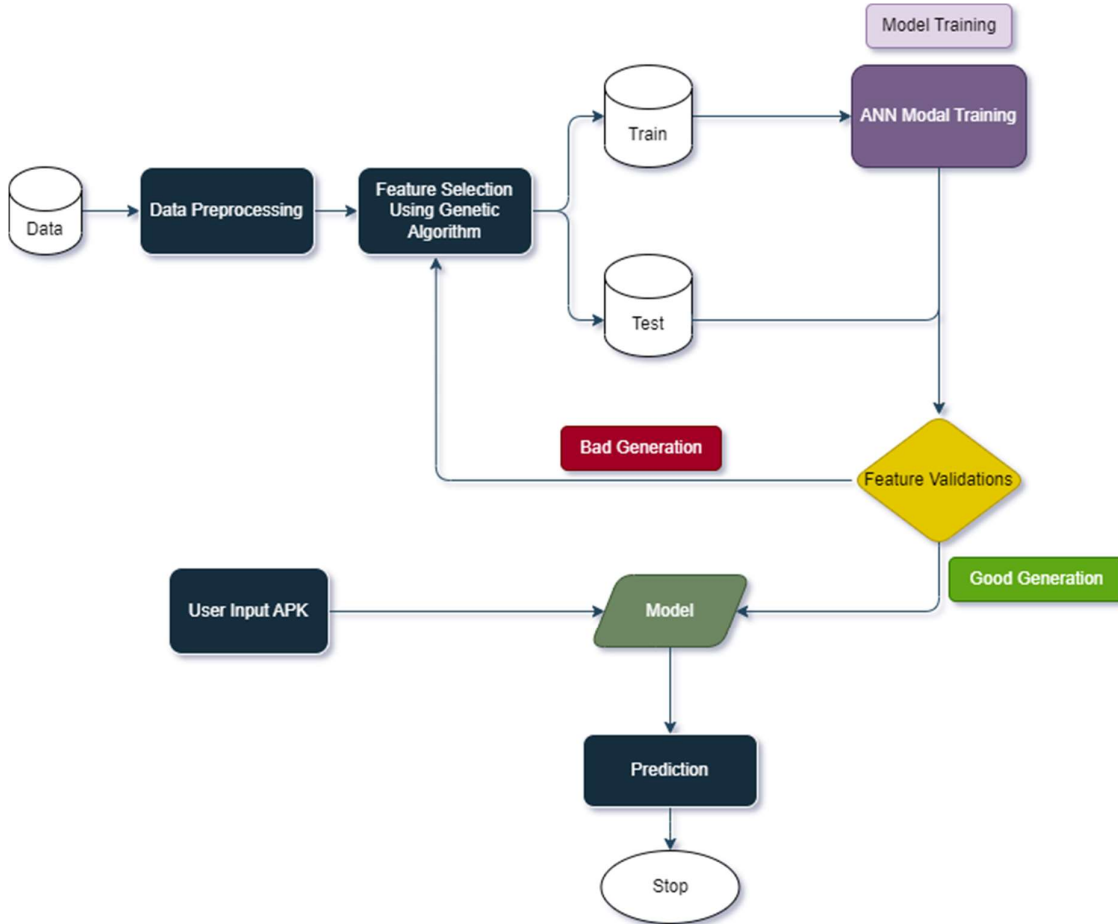 Model Training
ANN Modal Training
Train
Data
Data Preprocessing
Feature Selection
Using Genetic
Algorithm
Test
Bad Generation
Feature Validations
Good Generation
User Input APK
Model
Prediction
Stop